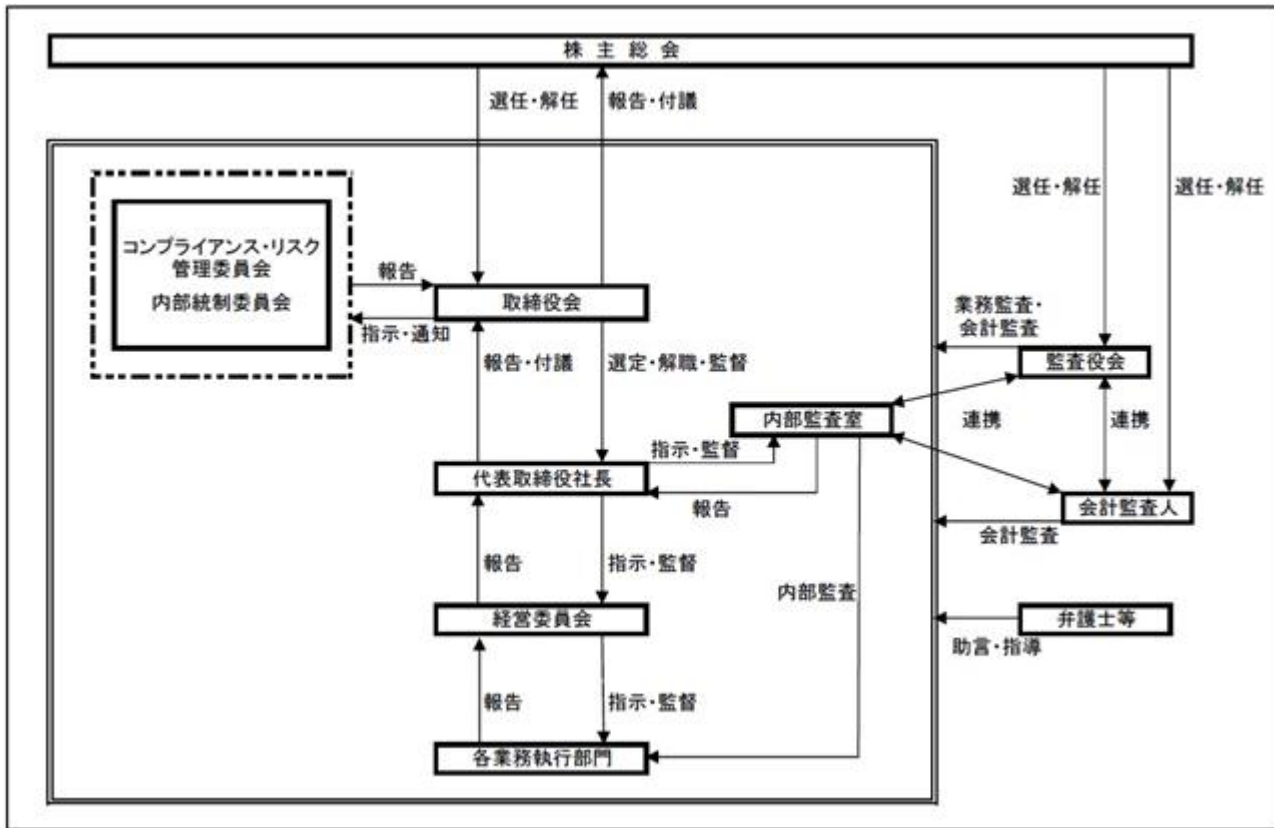 株主総会
選任・解任
報告・付議
選任・解任
選任・解任
コンプライアンス・リスク
管理委員会
内部統制委員会
報告
取締役会
指示・通知
業務監査・
会計監査
監査役会
報告・付議
選定・解職・監督
内部監査室
連携
連携
指示・監督
代表取締役社長
報告
会計監査人
会計監査
報告
指示・監督
内部監査
経営委員会
弁護士等
助言・指導
報告
指示・監督
各業務執行部門